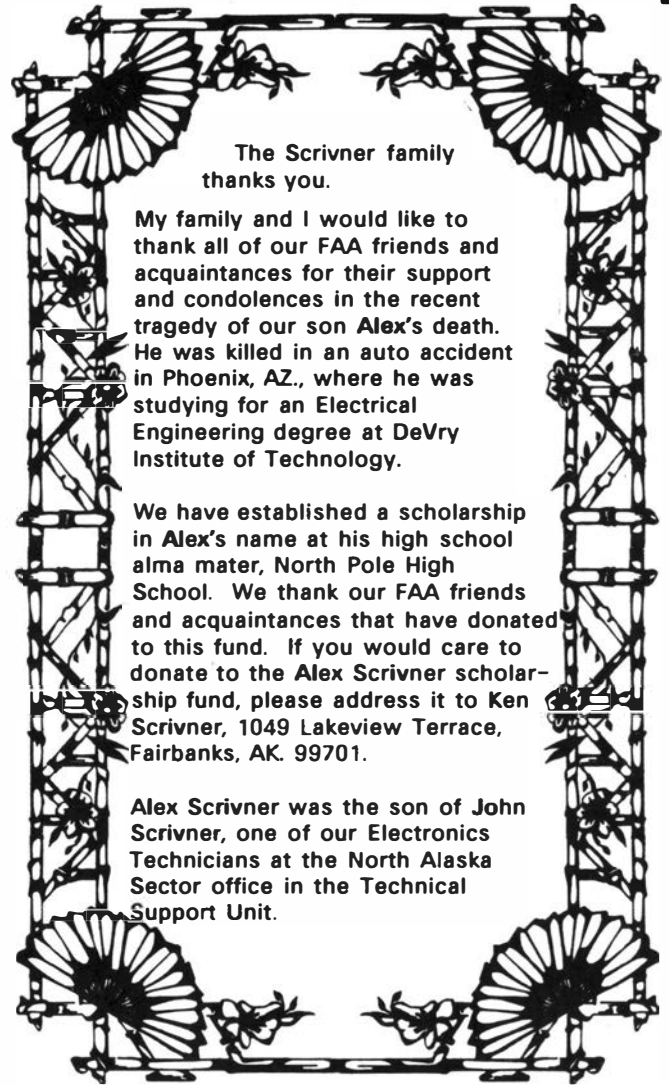 The Scrivner family
thanks you.
My family and I would like to
thank all of our FAA friends and
acquaintances for their support
and condolences in the recent
tragedy of our son Alex's death.
He was killed in an auto accident
in Phoenix, AZ., where he was
studying for an Electrical
Engineering degree at DeVry
Institute of Technology.
We have established a scholarship
in Alex's name at his high school
alma mater, North Pole High
School. We thank our FAA friends
and acquaintances that have donated
to this fund. If you would care to
donate to the Alex Scrivner scholar-
ship fund, please address it to Ken
Scrivner, 1049 Lakeview Terrace,
Fairbanks, AK. 99701.
Alex Scrivner was the son of John
Scrivner, one of our Electronics
Technicians at the North Alaska
Sector office in the Technical
Support Unit.